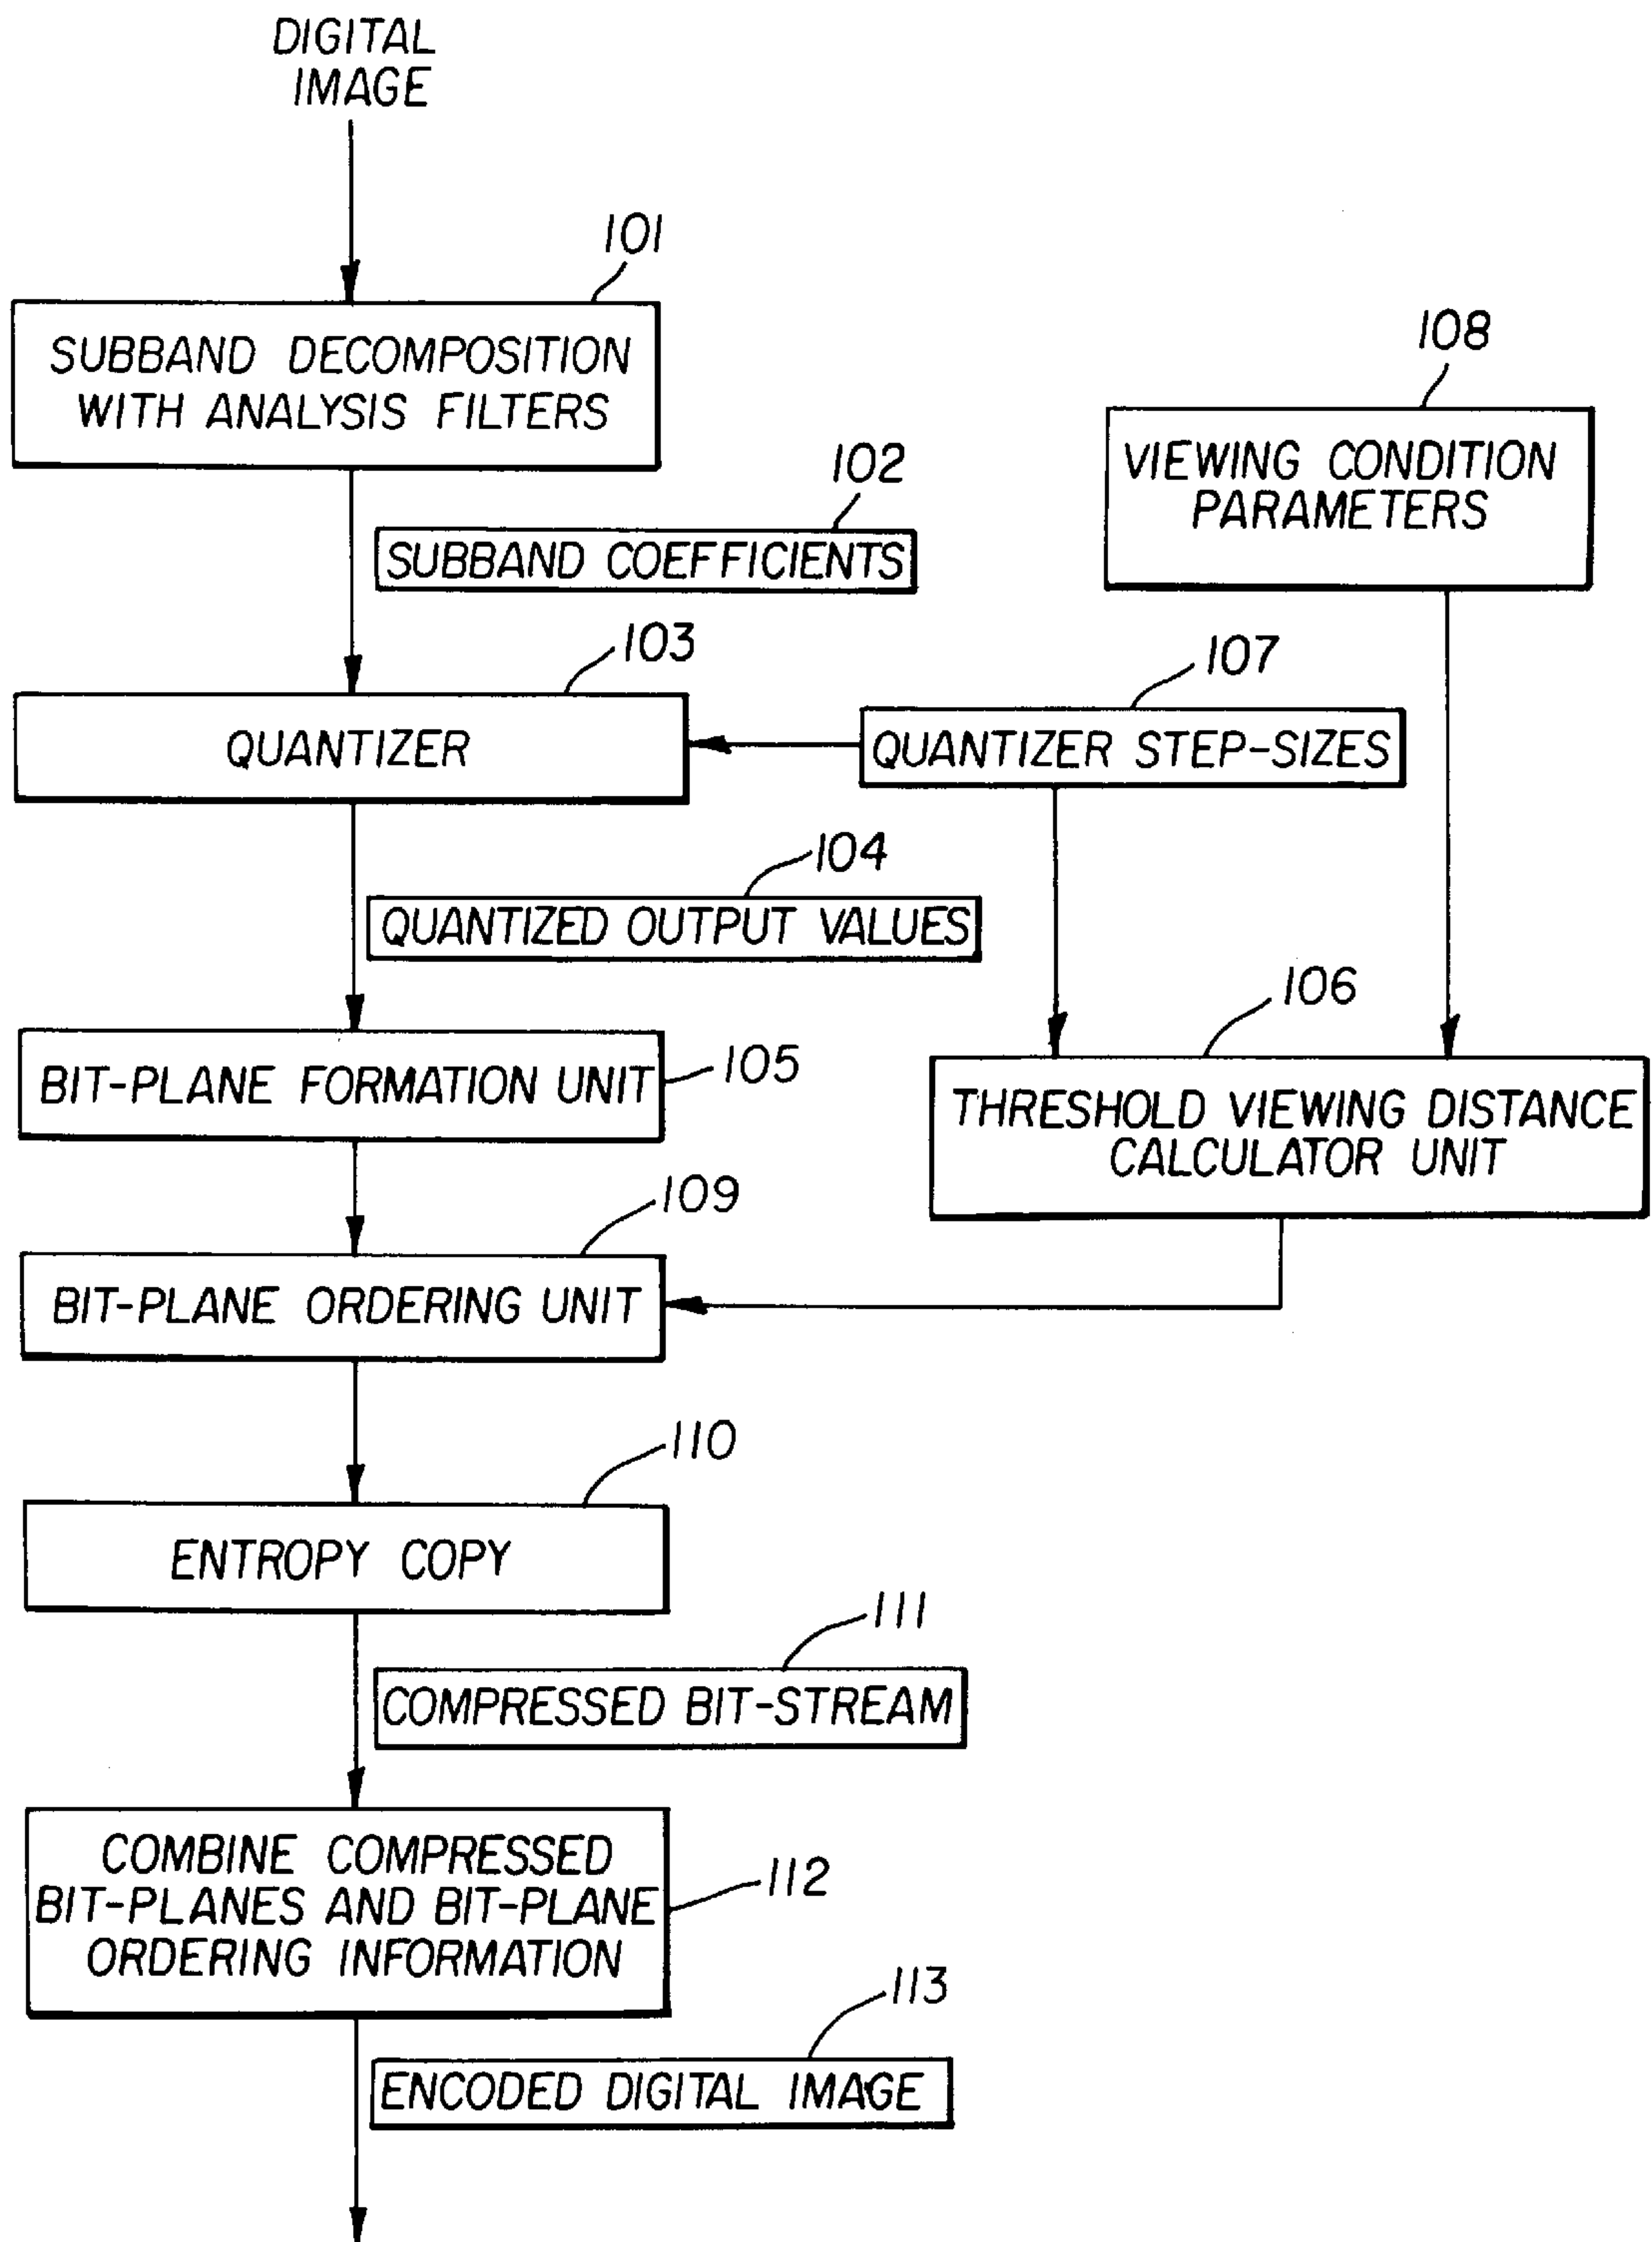 DIGITAL
IMAGE
101
SUBBAND DECOMPOSITION
WITH ANALYSIS FILTERS
108
VIEWING CONDITION
PARAMETERS
102
SUBBAND COEFFICIENTS
103
QUANTIZER
107
QUANTIZER STEP-SIZES
104
QUANTIZED OUTPUT VALUES
106
BIT-PLANE FORMATION UNIT
105
THRESHOLD VIEWING DISTANCE
CALCULATOR UNIT
109
BIT-PLANE ORDERING UNIT
110
ENTROPY COPY
111
COMPRESSED BIT-STREAM
COMBINE COMPRESSED
BIT-PLANES AND BIT-PLANE
ORDERING INFORMATION
112
113
ENCODED DIGITAL IMAGE